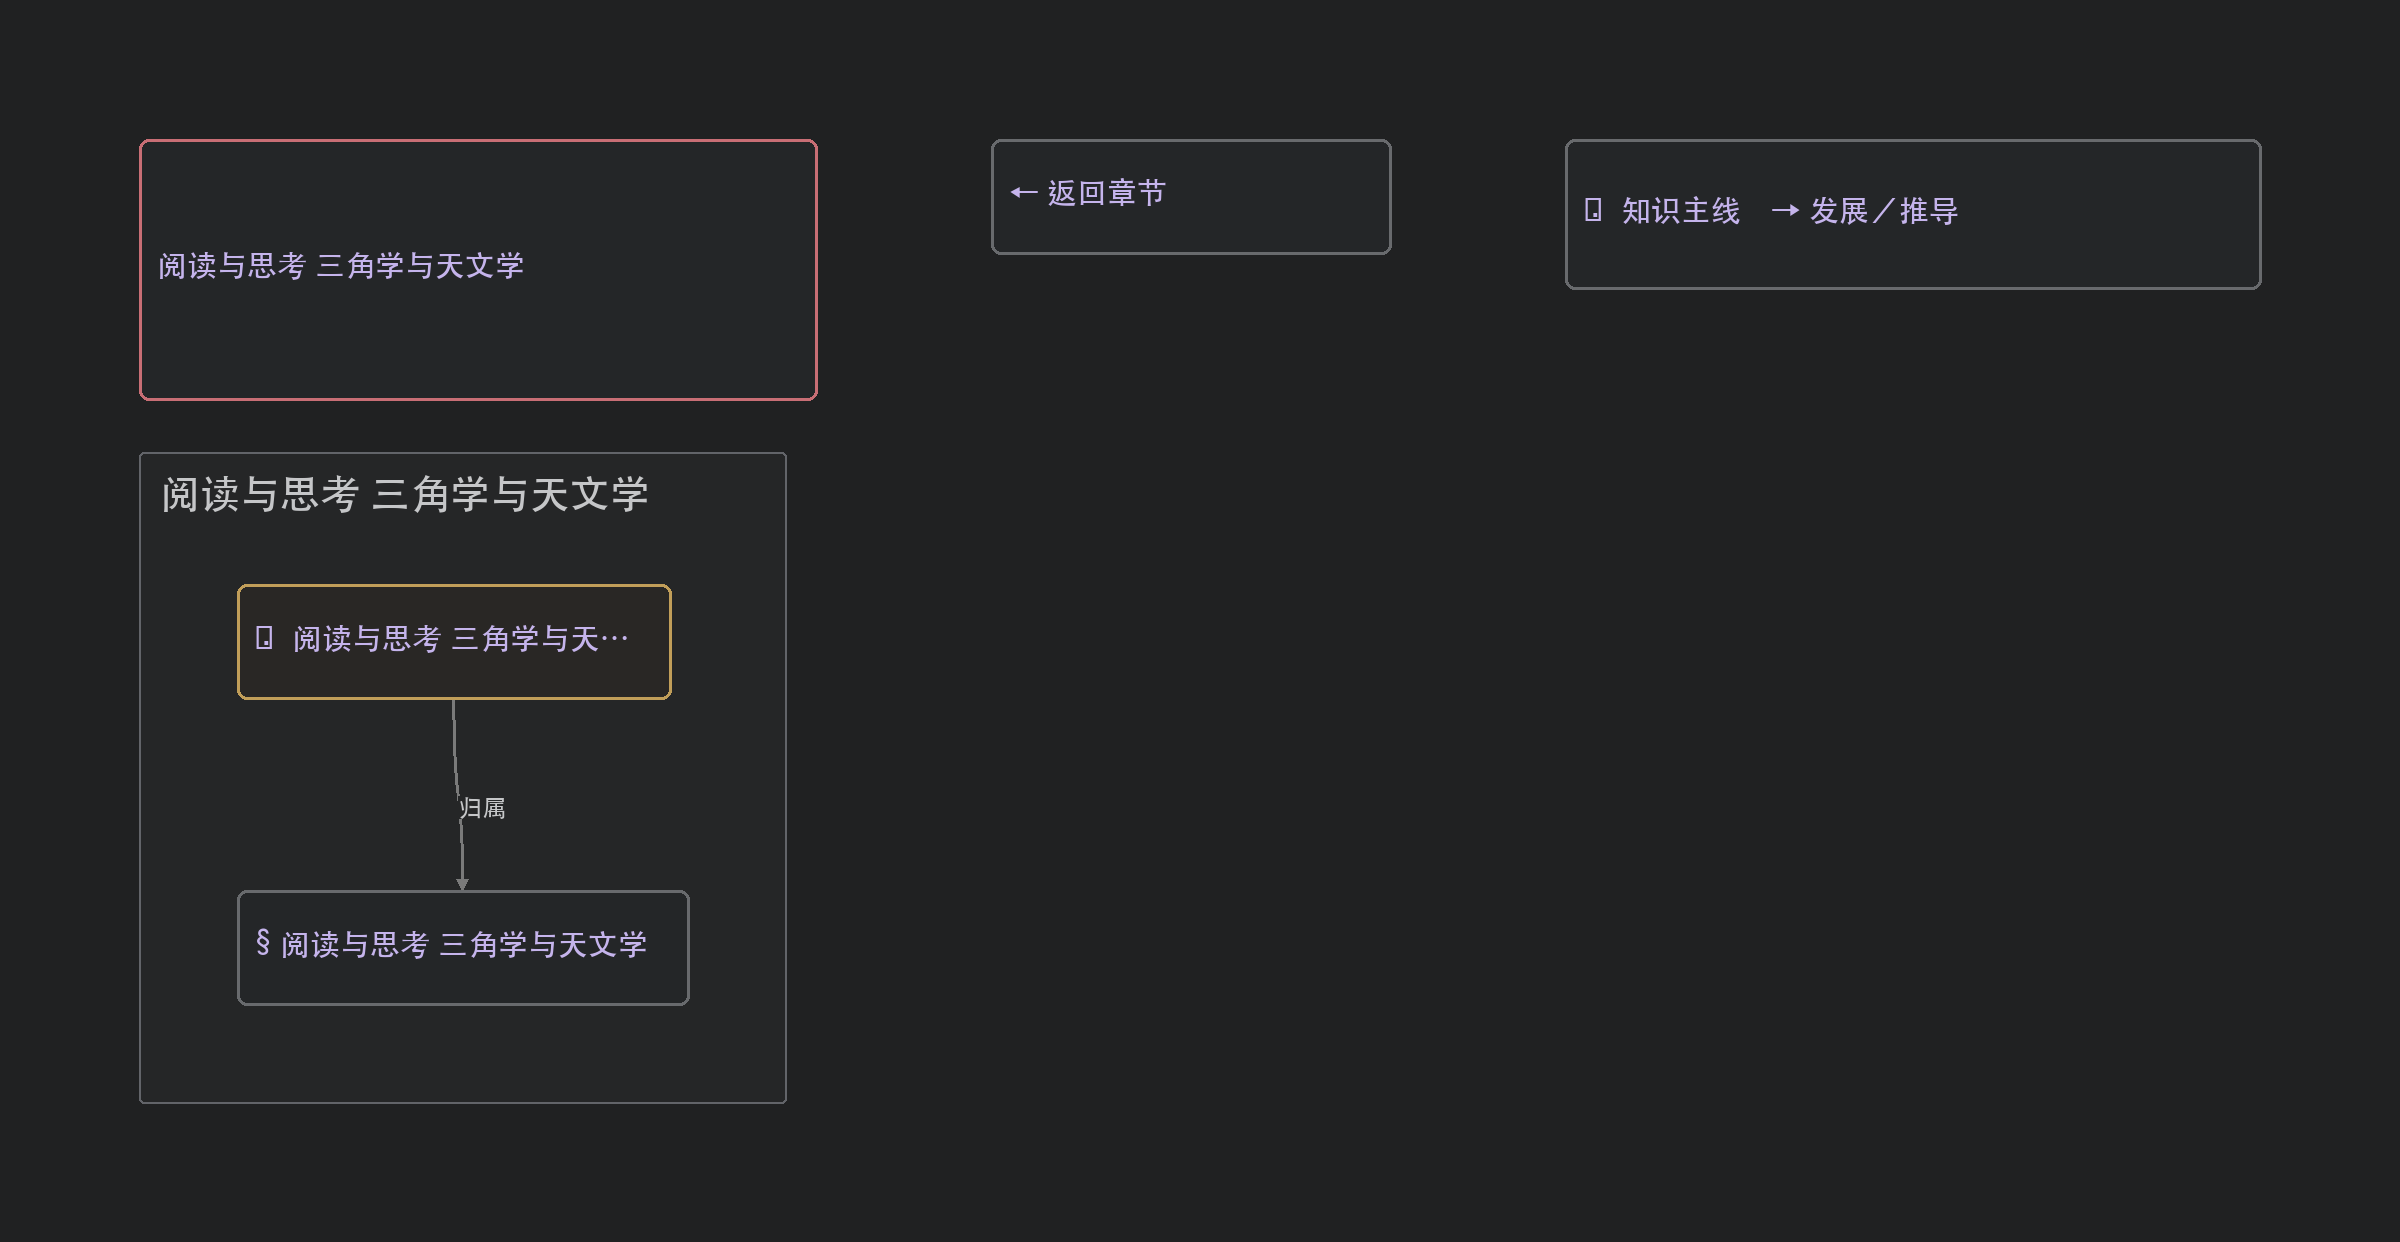 阅读与思考 三角学与天文学
← 返回章节
知识主线 → 发展／推导
阅读与思考 三角学与天文学
阅读与思考 三角学与天…
归属
§ 阅读与思考 三角学与天文学